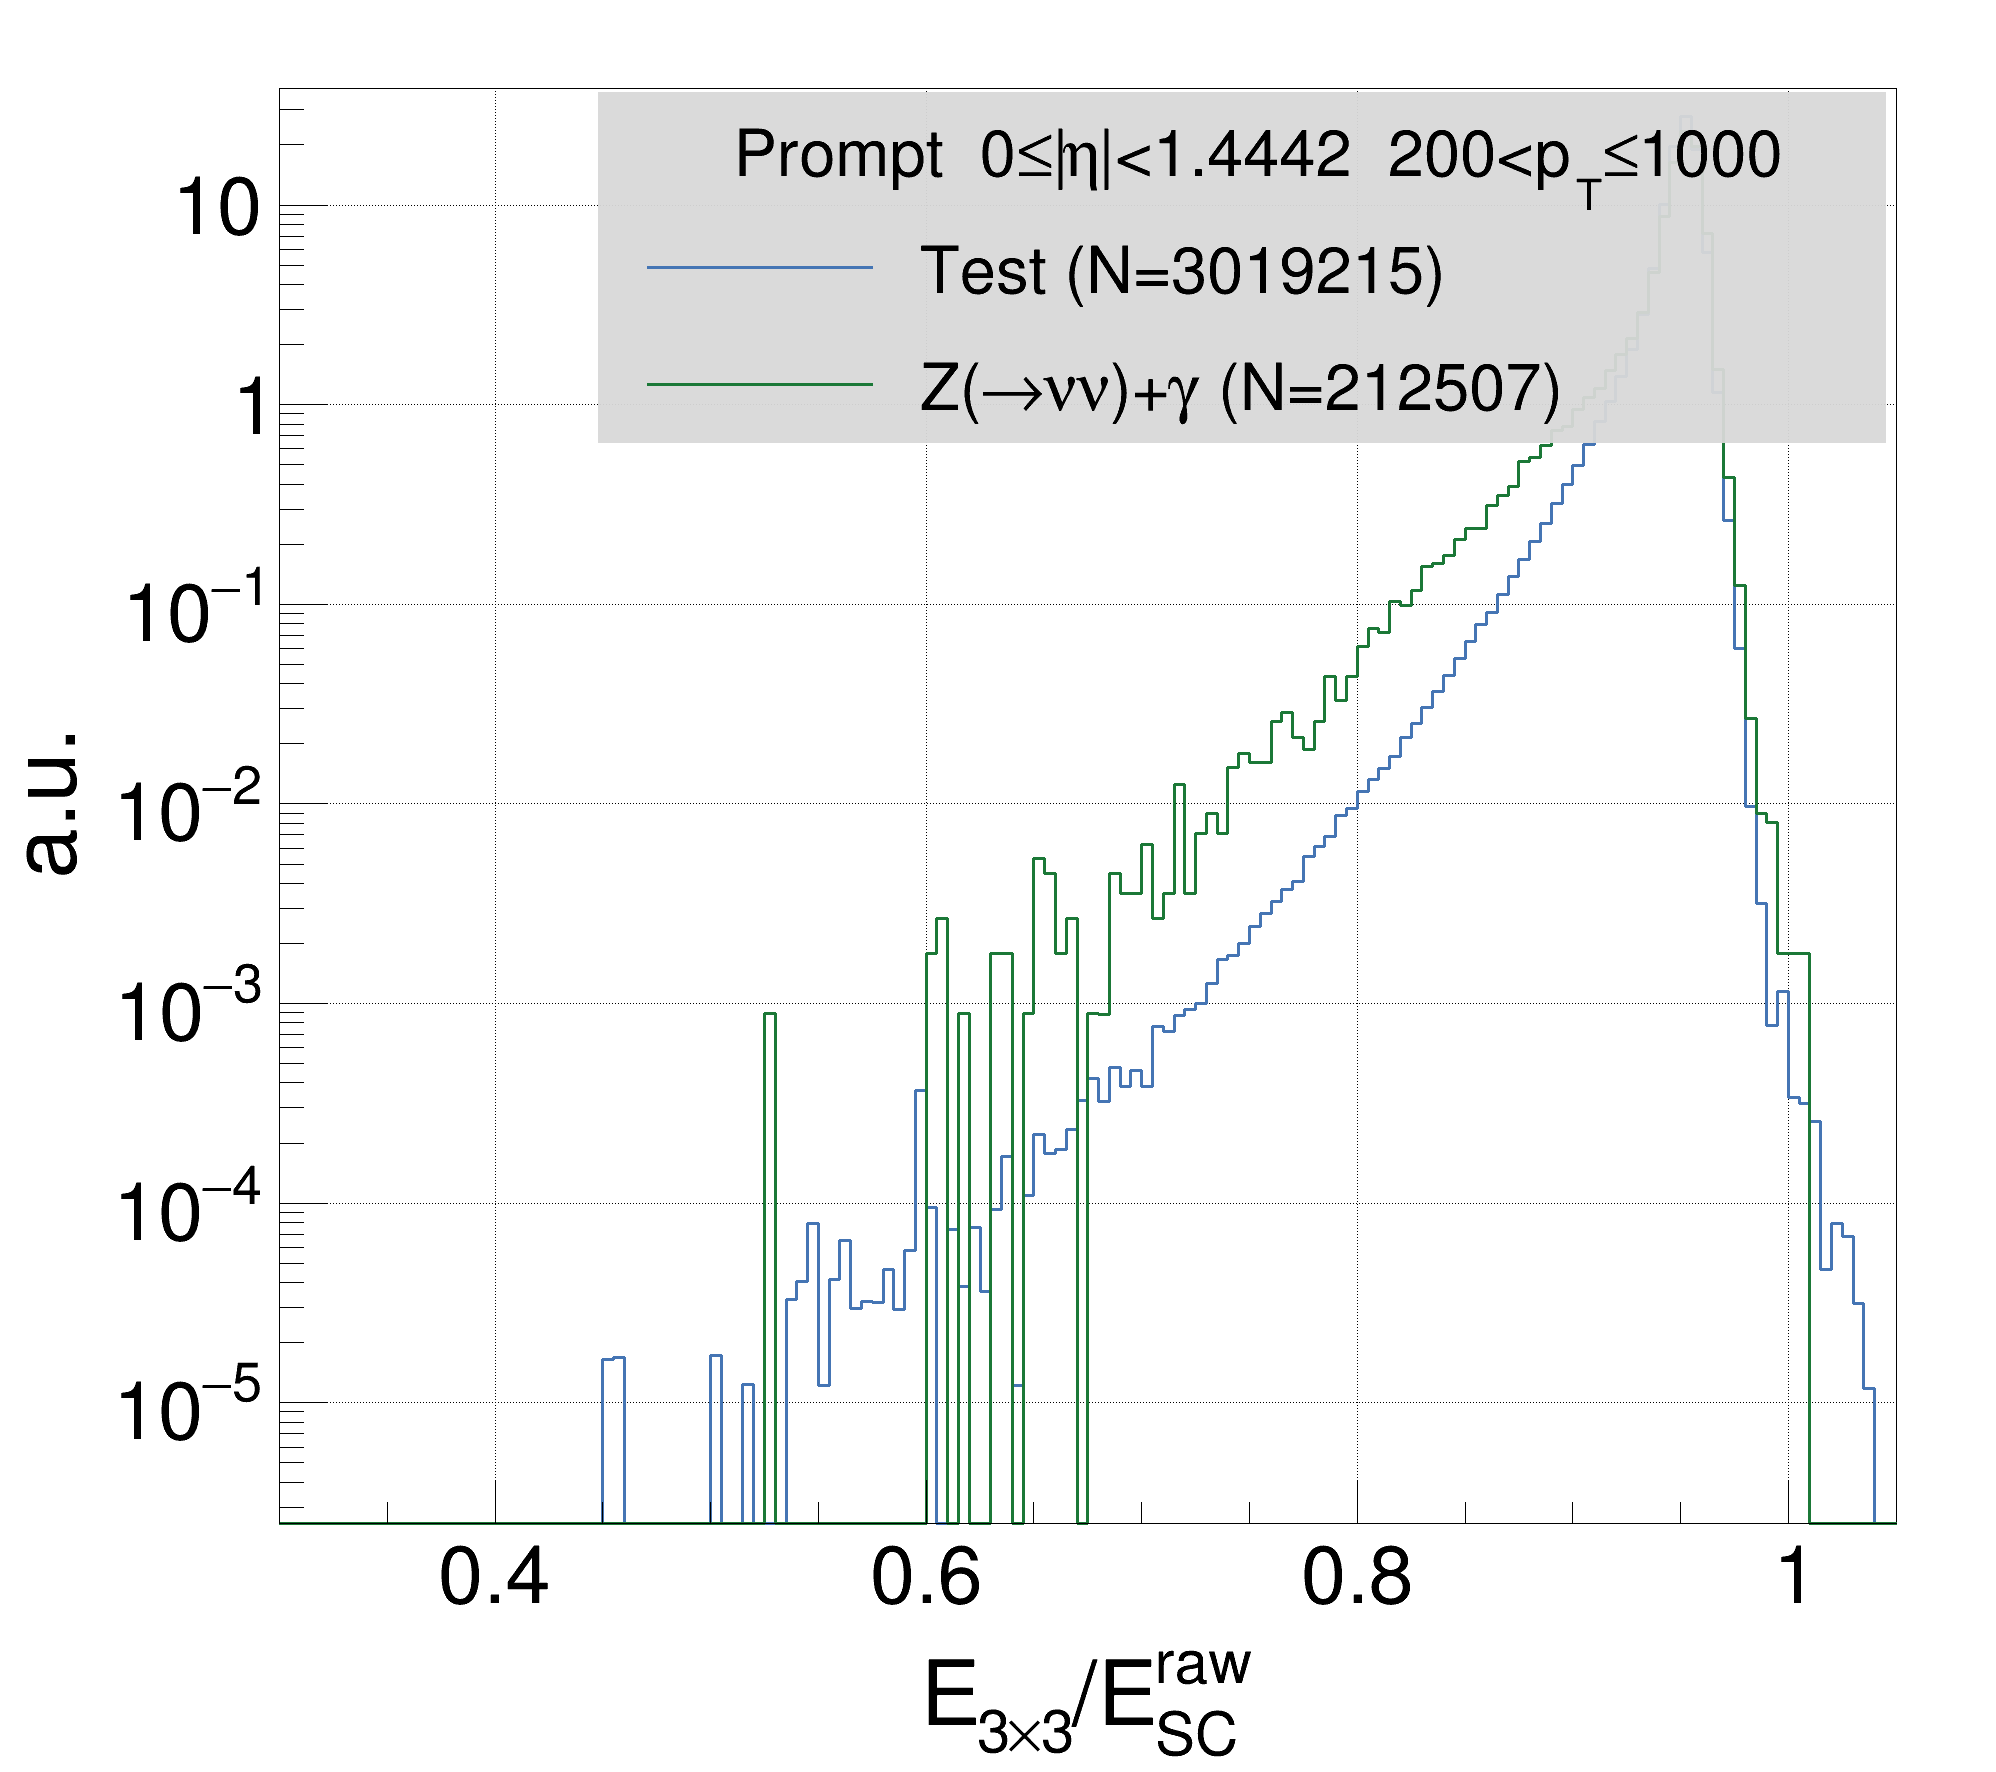 Prompt 0≤|η|<1.4442 200<p_T≤1000
Test (N=3019215)
Z(→νν)+γ (N=212507)
10
1
10⁻¹
10⁻²
10⁻³
10⁻⁴
10⁻⁵
a.u.
0.4 0.6 0.8 1
E_3×3/E_SC^raw